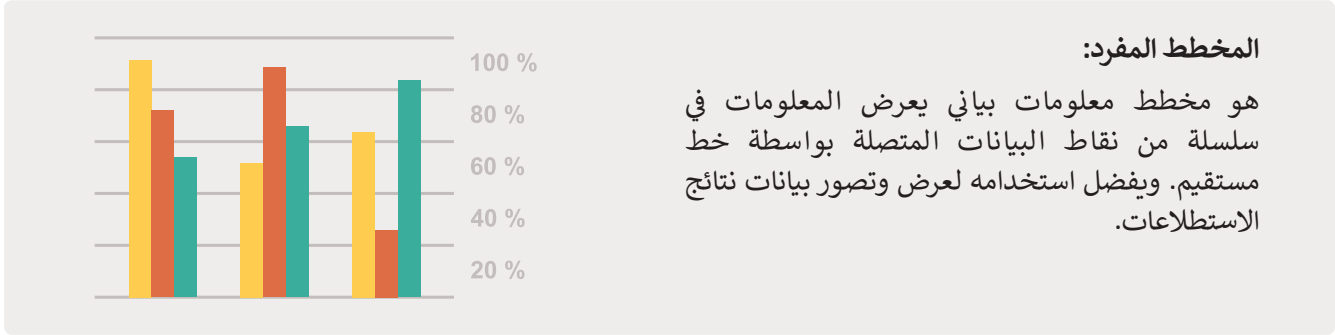 المخطط المفرد:
هو مخطط معلومات بياني يعرض المعلومات في
سلسلة من نقاط البيانات المتصلة بواسطة خط
مستقيم. ويفضل استخدامه لعرض وتصور بيانات نتائج
الاستطلاعات.
100 %
80 %
60 %
40 %
20 %